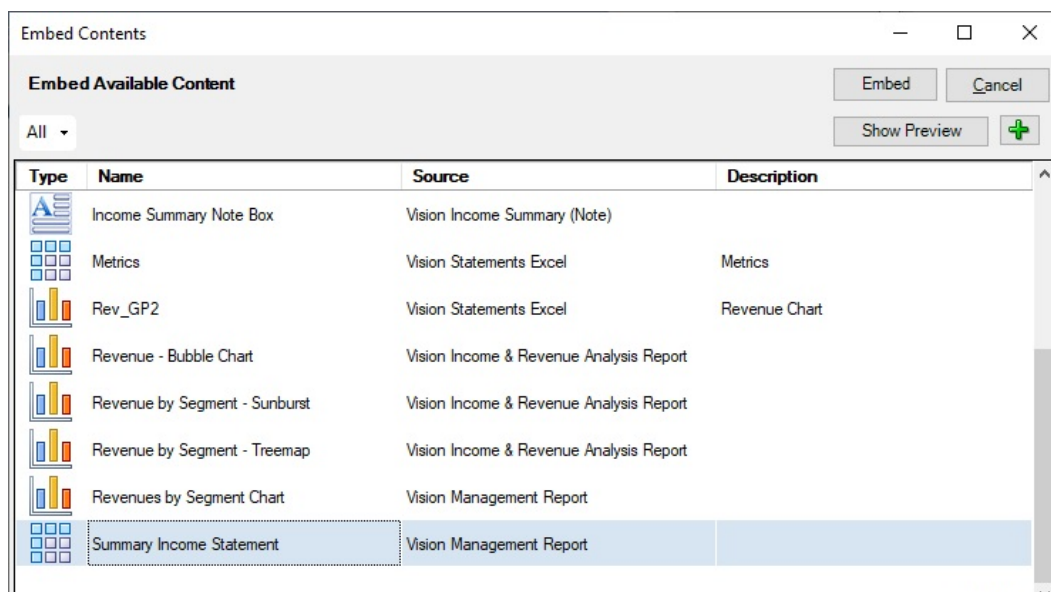 Embed Contents
Embed Available Content
Embed
Cancel
All
Show Preview
Type Name Source Description
Income Summary Note Box Vision Income Summary (Note)
Metrics Vision Statements Excel Metrics
Rev_GP2 Vision Statements Excel Revenue Chart
Revenue - Bubble Chart Vision Income & Revenue Analysis Report
Revenue by Segment - Sunburst Vision Income & Revenue Analysis Report
Revenue by Segment - Treemap Vision Income & Revenue Analysis Report
Revenues by Segment Chart Vision Management Report
Summary Income Statement Vision Management Report